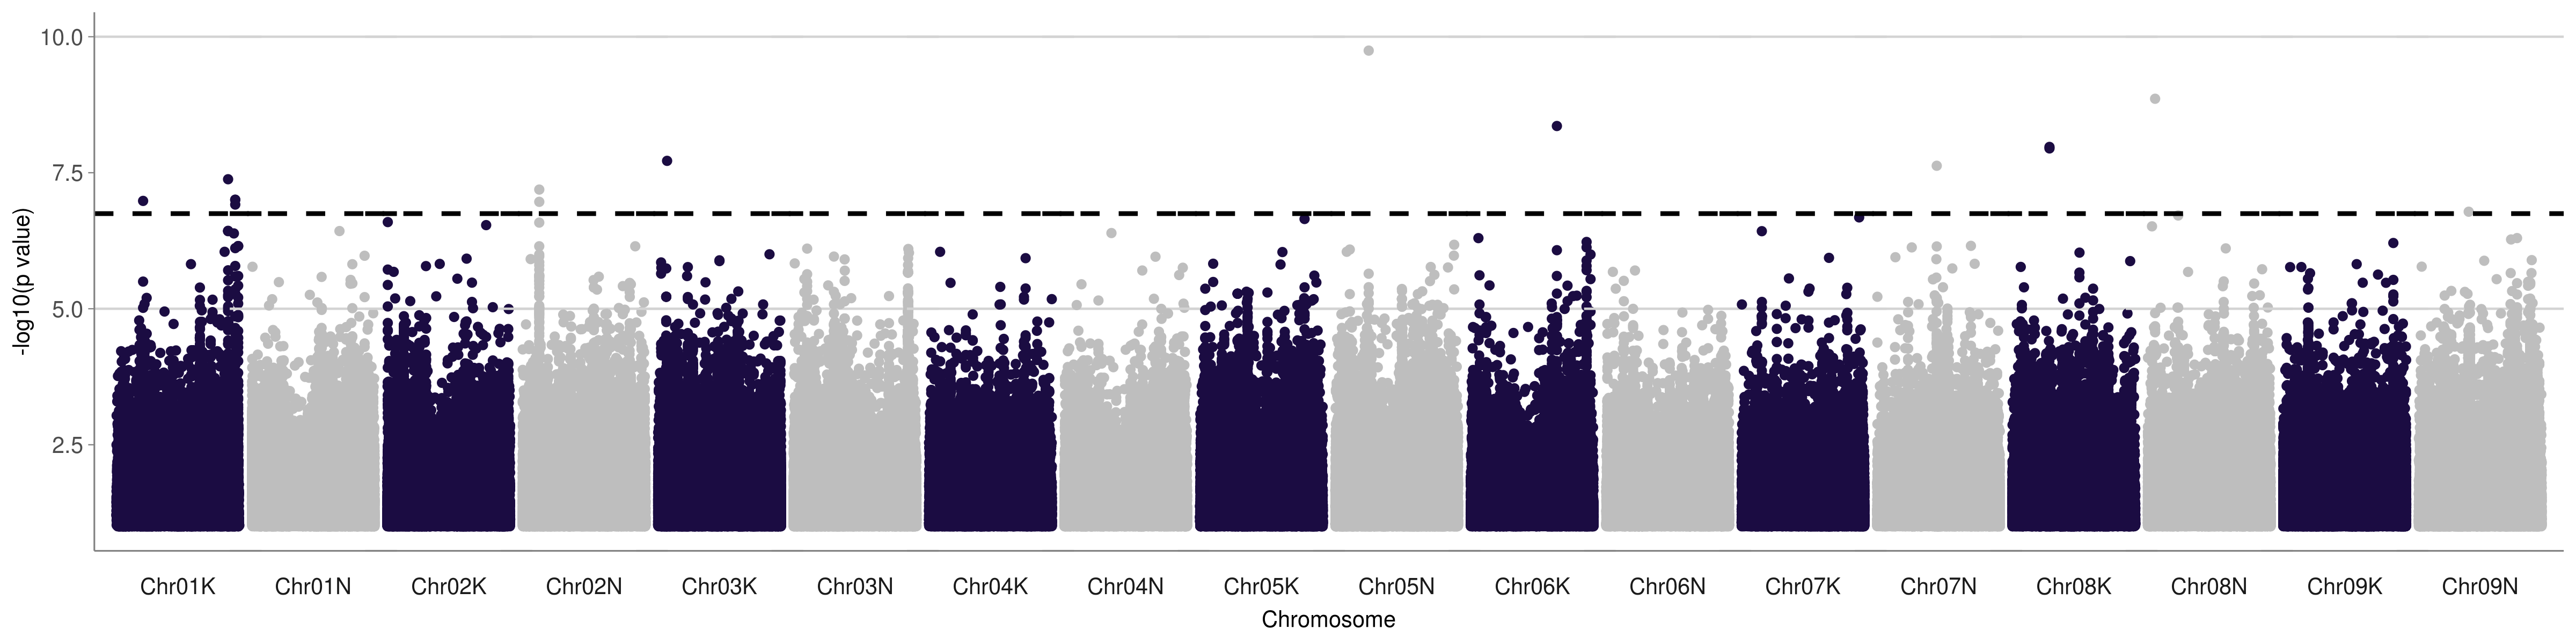 10.0
7.5
5.0
2.5
-log10(p value)
Chr01K Chr01N Chr02K Chr02N Chr03K Chr03N Chr04K Chr04N Chr05K Chr05N Chr06K Chr06N Chr07K Chr07N Chr08K Chr08N Chr09K Chr09N
Chromosome